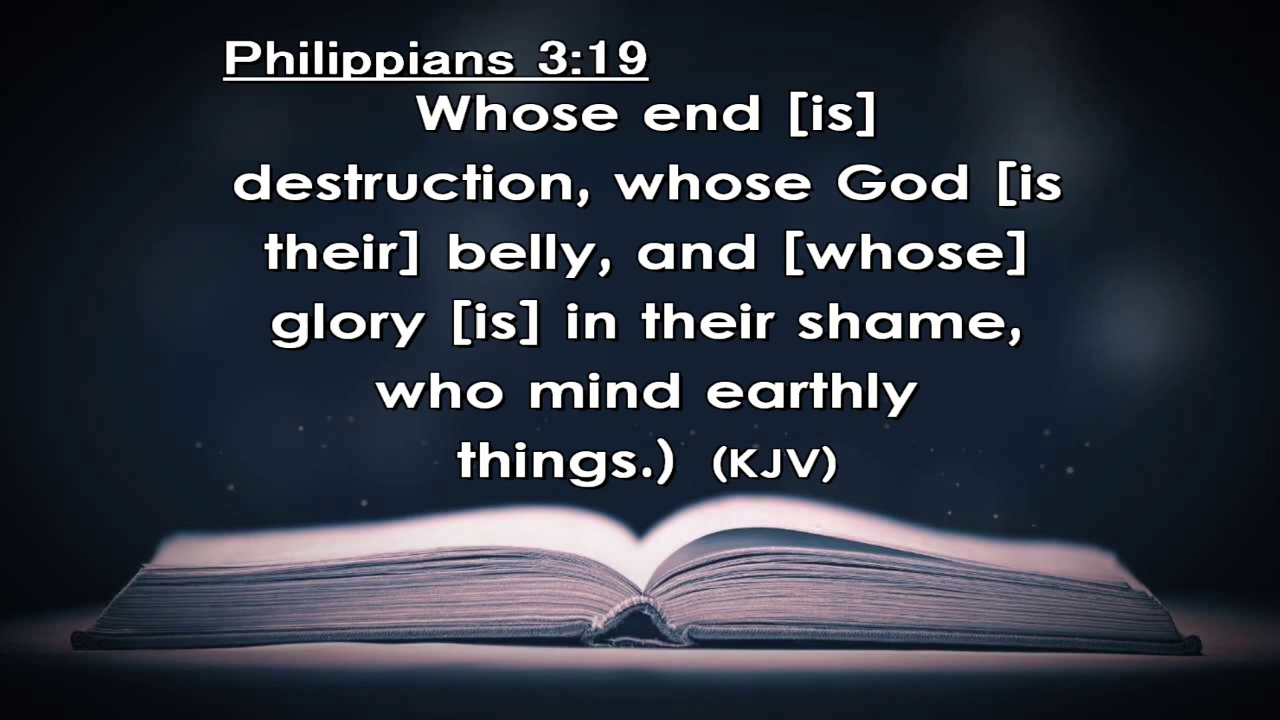 Philippians 3:19
Whose end [is]
destruction, whose God [is
their] belly, and [whose]
glory [is] in their shame,
who mind earthly
things.) (KJV)